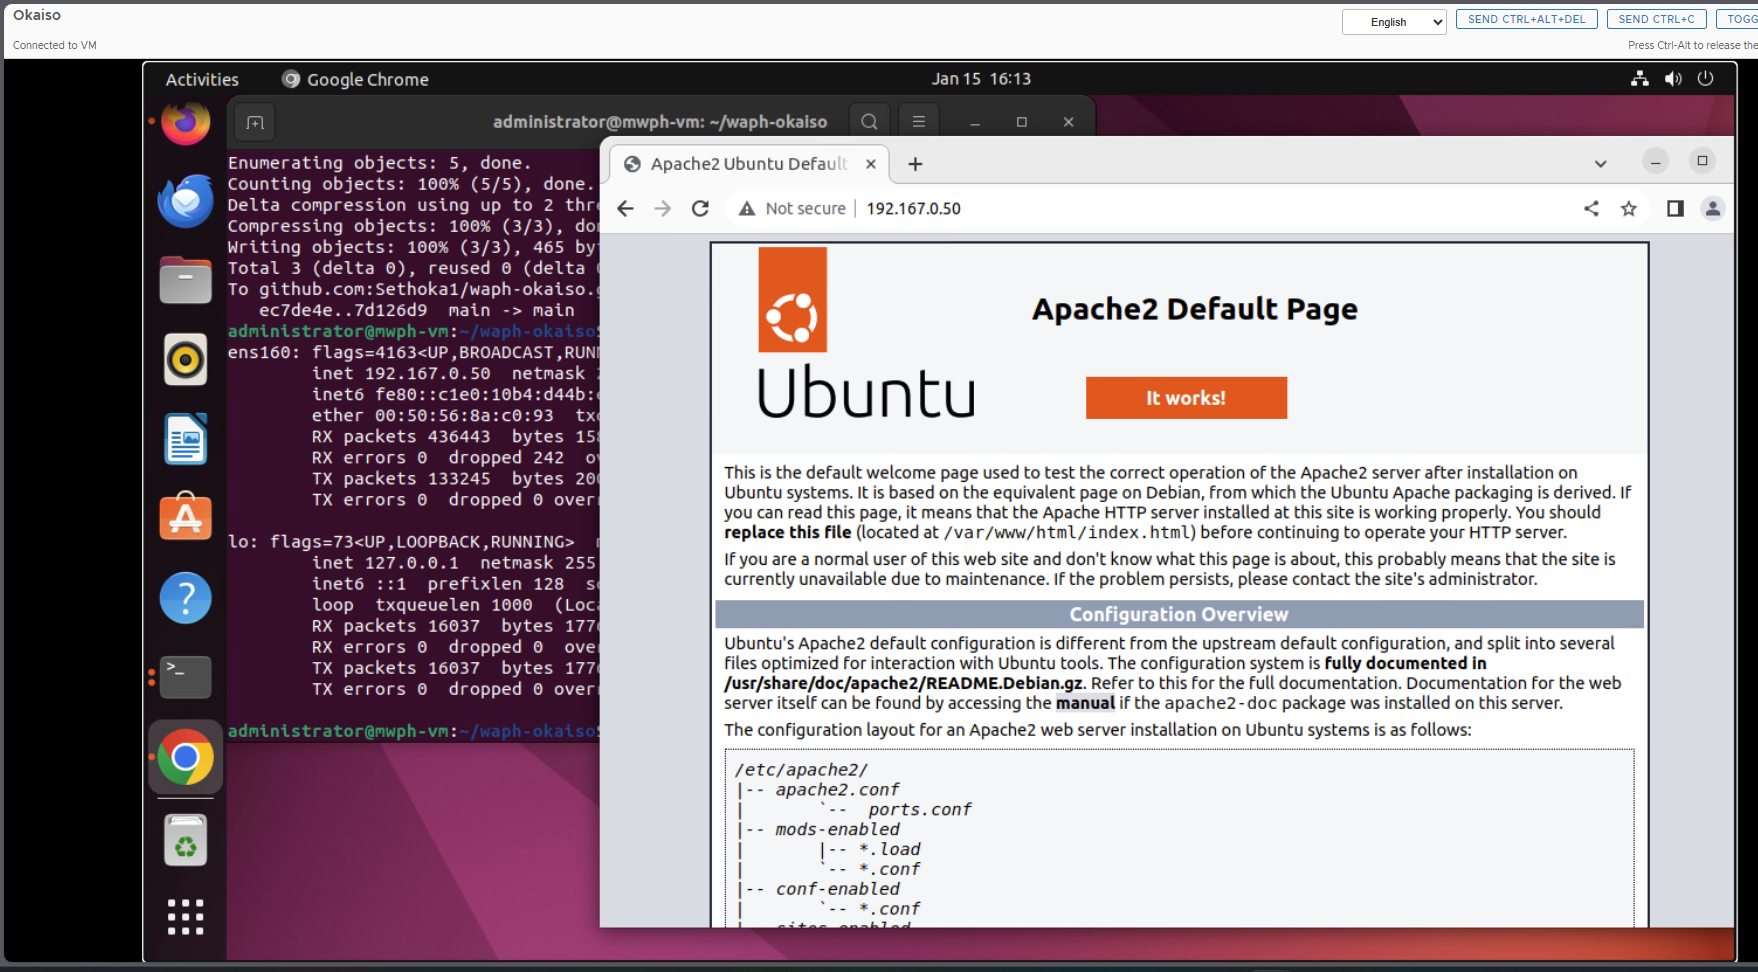 Okaiso
English
SEND CTRL+ALT+DEL
SEND CTRL+C
Connected to VM
Press Ctrl-Alt to release the
Activities
Google Chrome
Jan 15 16:13
administrator@mwph-vm: ~/waph-okaiso
Enumerating objects: 5, done.
Counting objects: 100% (5/5), done.
Delta compression using up to 2
Compressing objects: 100% (3/3),
Writing objects: 100% (3/3), 465
Total 3 (delta 0), reused 0 (delta
To github.com:Sethoka1/waph-okaiso.
ec7de4e..7d126d9 main -> main
administrator@mwph-vm:~/waph-okaiso
ens160: flags=4163<UP,BROADCAST,
inet 192.167.0.50 netmask
inet6 fe80::c1e0:10b4:d44b:
ether 00:50:56:8a:c0:93
RX packets 436443 bytes
RX errors 0 dropped 242
TX packets 133245 bytes
TX errors 0 dropped 0
lo: flags=73<UP,LOOPBACK,RUNNING>
inet 127.0.0.1 netmask 255
inet6 ::1 prefixlen 128
loop txqueuelen 1000
RX packets 16037 bytes
RX errors 0 dropped 0
TX packets 16037 bytes
TX errors 0 dropped 0
administrator@mwph-vm:~/waph-okaiso
Apache2 Ubuntu Default
Not secure
192.167.0.50
Ubuntu
Apache2 Default Page
It works!
This is the default welcome page used to test the correct operation of the Apache2 server after installation on
Ubuntu systems. It is based on the equivalent page on Debian, from which the Ubuntu Apache packaging is derived. If
you can read this page, it means that the Apache HTTP server installed at this site is working properly. You should
replace this file (located at /var/www/html/index.html) before continuing to operate your HTTP server.
If you are a normal user of this web site and don't know what this page is about, this probably means that the site is
currently unavailable due to maintenance. If the problem persists, please contact the site's administrator.
Configuration Overview
Ubuntu's Apache2 default configuration is different from the upstream default configuration, and split into several
files optimized for interaction with Ubuntu tools. The configuration system is fully documented in
/usr/share/doc/apache2/README.Debian.gz. Refer to this for the full documentation. Documentation for the web
server itself can be found by accessing the manual if the apache2-doc package was installed on this server.
The configuration layout for an Apache2 web server installation on Ubuntu systems is as follows:
/etc/apache2/
|-- apache2.conf
|       `--  ports.conf
|-- mods-enabled
|       |-- *.load
|       `-- *.conf
|-- conf-enabled
|       `-- *.conf